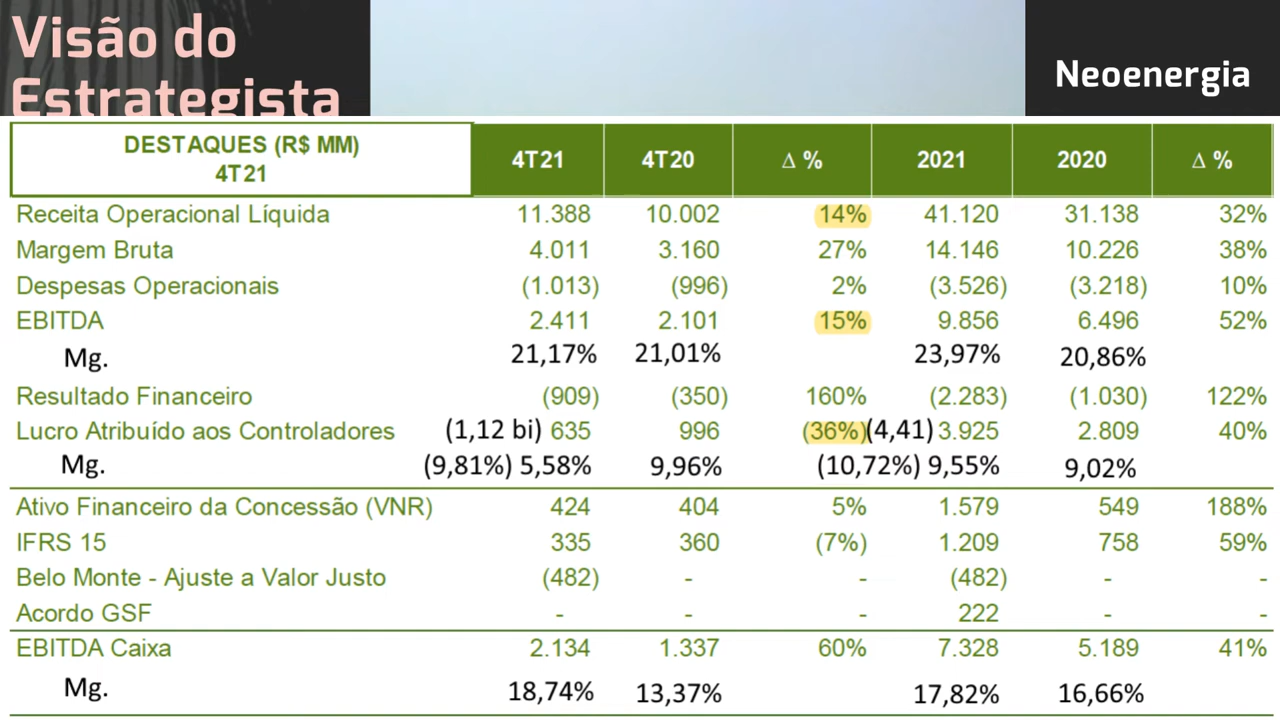 Visão do
Estrategista
Neoenergia
DESTAQUES (R$ MM)
4T21
4T21 4T20 Δ % 2021 2020 Δ %
Receita Operacional Líquida 11.388 10.002 14% 41.120 31.138 32%
Margem Bruta 4.011 3.160 27% 14.146 10.226 38%
Despesas Operacionais (1.013) (996) 2% (3.526) (3.218) 10%
EBITDA 2.411 2.101 15% 9.856 6.496 52%
Mg. 21,17% 21,01% 23,97% 20,86%
Resultado Financeiro (909) (350) 160% (2.283) (1.030) 122%
Lucro Atribuído aos Controladores (1,12 bi) 635 996 (36%) (4,41) 3.925 2.809 40%
Mg. (9,81%) 5,58% 9,96% (10,72%) 9,55% 9,02%
Ativo Financeiro da Concessão (VNR) 424 404 5% 1.579 549 188%
IFRS 15 335 360 (7%) 1.209 758 59%
Belo Monte - Ajuste a Valor Justo (482) - - (482) - -
Acordo GSF - - - 222 - -
EBITDA Caixa 2.134 1.337 60% 7.328 5.189 41%
Mg. 18,74% 13,37% 17,82% 16,66%